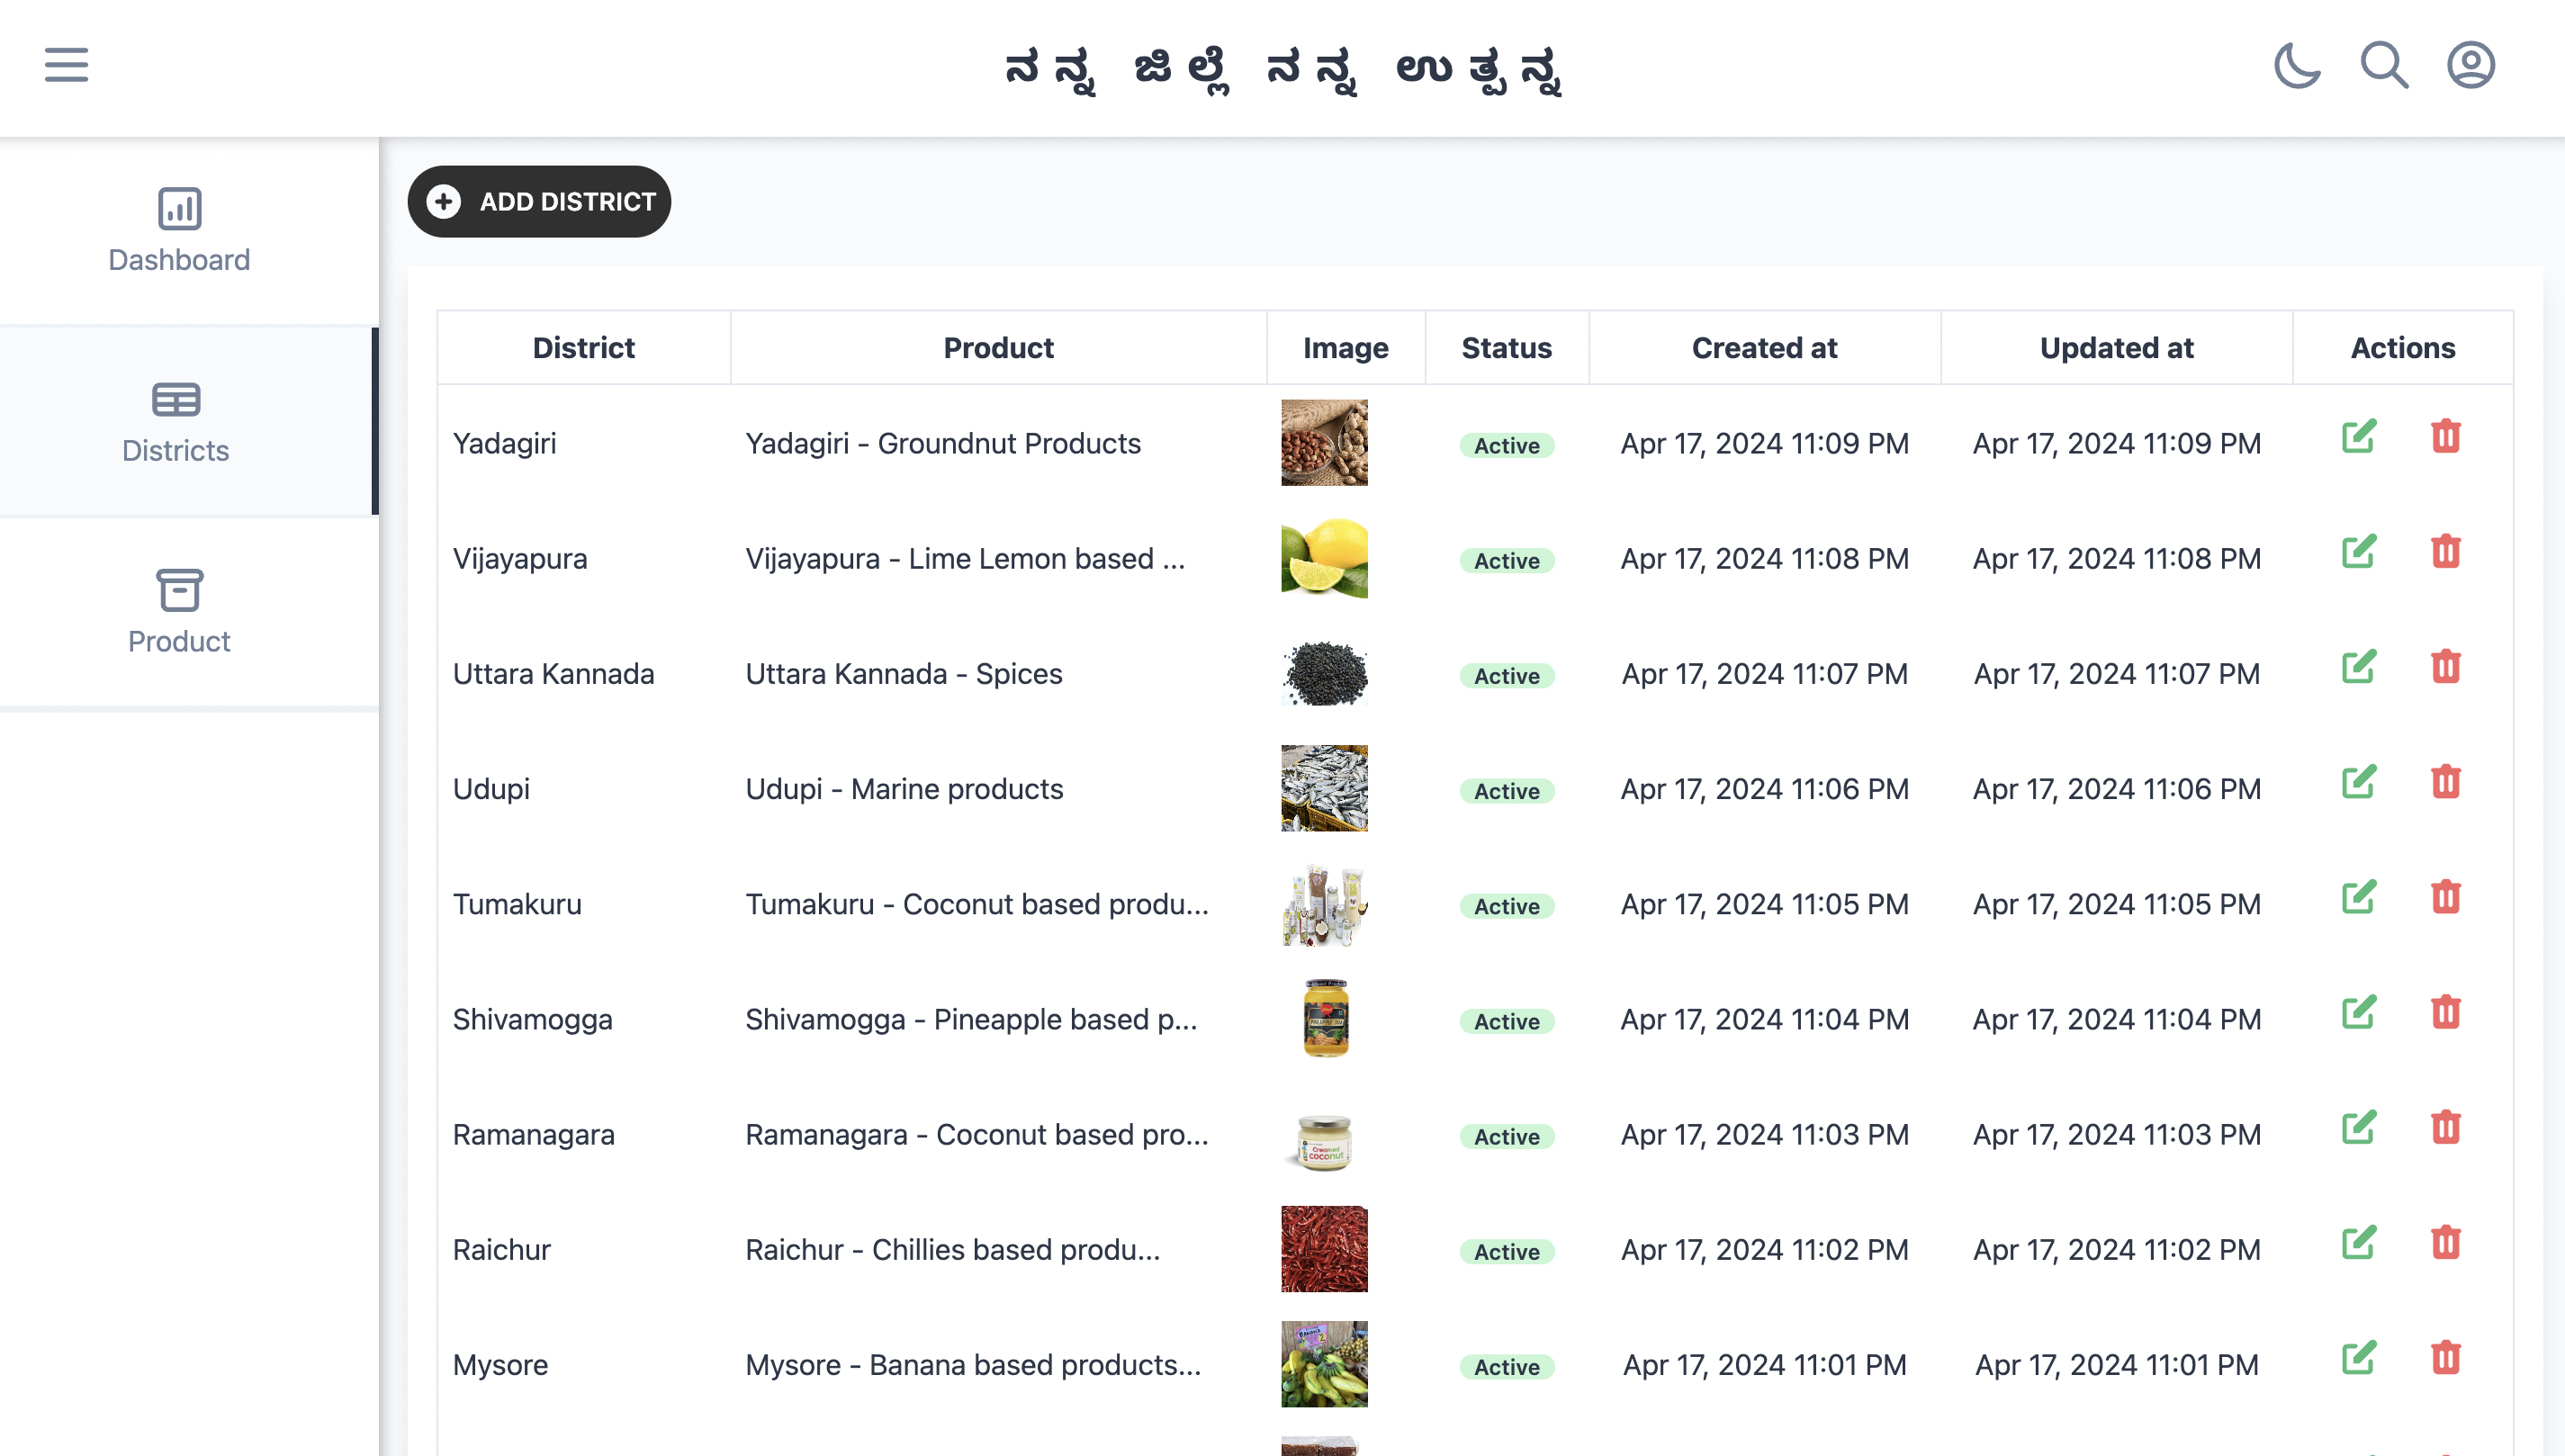 ನನ್ನ ಜಿಲ್ಲೆ ನನ್ನ ಉತ್ಪನ್ನ
Dashboard
Districts
Product
ADD DISTRICT
District Product Image Status Created at Updated at Actions
Yadagiri Yadagiri - Groundnut Products Active Apr 17, 2024 11:09 PM Apr 17, 2024 11:09 PM
Vijayapura Vijayapura - Lime Lemon based ... Active Apr 17, 2024 11:08 PM Apr 17, 2024 11:08 PM
Uttara Kannada Uttara Kannada - Spices Active Apr 17, 2024 11:07 PM Apr 17, 2024 11:07 PM
Udupi Udupi - Marine products Active Apr 17, 2024 11:06 PM Apr 17, 2024 11:06 PM
Tumakuru Tumakuru - Coconut based produ... Active Apr 17, 2024 11:05 PM Apr 17, 2024 11:05 PM
Shivamogga Shivamogga - Pineapple based p... Active Apr 17, 2024 11:04 PM Apr 17, 2024 11:04 PM
Ramanagara Ramanagara - Coconut based pro... Creamed coconut Active Apr 17, 2024 11:03 PM Apr 17, 2024 11:03 PM
Raichur Raichur - Chillies based produ... Active Apr 17, 2024 11:02 PM Apr 17, 2024 11:02 PM
Mysore Mysore - Banana based products... Active Apr 17, 2024 11:01 PM Apr 17, 2024 11:01 PM